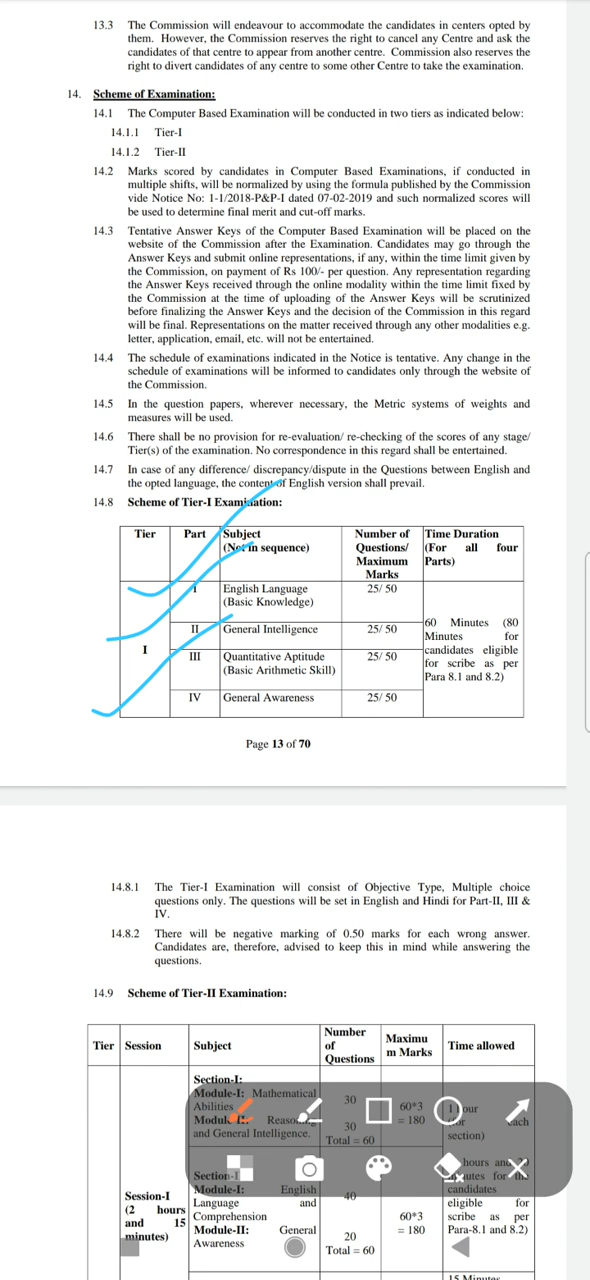 13.3 The Commission will endeavour to accommodate the candidates in centers opted by
them. However, the Commission reserves the right to cancel any Centre and ask the
candidates of that centre to appear from another centre. Commission also reserves the
right to divert candidates of any centre to some other Centre to take the examination.
14. Scheme of Examination:
14.1 The Computer Based Examination will be conducted in two tiers as indicated below:
14.1.1 Tier-I
14.1.2 Tier-II
14.2 Marks scored by candidates in Computer Based Examinations, if conducted in
multiple shifts, will be normalized by using the formula published by the Commission
vide Notice No: 1-1/2018-P&P-I dated 07-02-2019 and such normalized scores will
be used to determine final merit and cut-off marks.
14.3 Tentative Answer Keys of the Computer Based Examination will be placed on the
website of the Commission after the Examination. Candidates may go through the
Answer Keys and submit online representations, if any, within the time limit given by
the Commission, on payment of Rs 100/- per question. Any representation regarding
the Answer Keys received through the online modality within the time limit fixed by
the Commission at the time of uploading of the Answer Keys will be scrutinized
before finalizing the Answer Keys and the decision of the Commission in this regard
will be final. Representations on the matter received through any other modalities e.g.
letter, application, email, etc. will not be entertained.
14.4 The schedule of examinations indicated in the Notice is tentative. Any change in the
schedule of examinations will be informed to candidates only through the website of
the Commission.
14.5 In the question papers, wherever necessary, the Metric systems of weights and
measures will be used.
14.6 There shall be no provision for re-evaluation/ re-checking of the scores of any stage/
Tier(s) of the examination. No correspondence in this regard shall be entertained.
14.7 In case of any difference/ discrepancy/dispute in the Questions between English and
the opted language, the content of English version shall prevail.
14.8 Scheme of Tier-I Examination:
Tier Part Subject Number of Time Duration
(Not in sequence) Questions/ (For all four
Maximum Parts)
Marks
I English Language 25/ 50
(Basic Knowledge)
II General Intelligence 25/ 50
60 Minutes (80
Minutes for
candidates eligible
for scribe as per
Para 8.1 and 8.2)
I
III Quantitative Aptitude 25/ 50
(Basic Arithmetic Skill)
IV General Awareness 25/ 50
Page 13 of 70
14.8.1 The Tier-I Examination will consist of Objective Type, Multiple choice
questions only. The questions will be set in English and Hindi for Part-II, III &
IV.
14.8.2 There will be negative marking of 0.50 marks for each wrong answer.
Candidates are, therefore, advised to keep this in mind while answering the
questions.
14.9 Scheme of Tier-II Examination:
Tier Session Subject Number of Questions Maximu m Marks Time allowed
Section-I:
Module-I: Mathematical
Abilities
and General Intelligence.
30
30
Total = 60
60*3
= 180
1 hour
each
section)
Module-I: English
Language and
Comprehension
Module-II: General
Awareness
40
20
Total = 60
60*3
= 180
hours and
for the
candidates
eligible for
scribe as per
Para-8.1 and 8.2)
Session-I
(2 hours
and 15
minutes)
15 Minutes